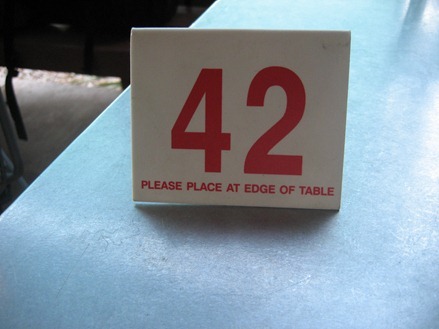 42
PLEASE PLACE AT EDGE OF TABLE